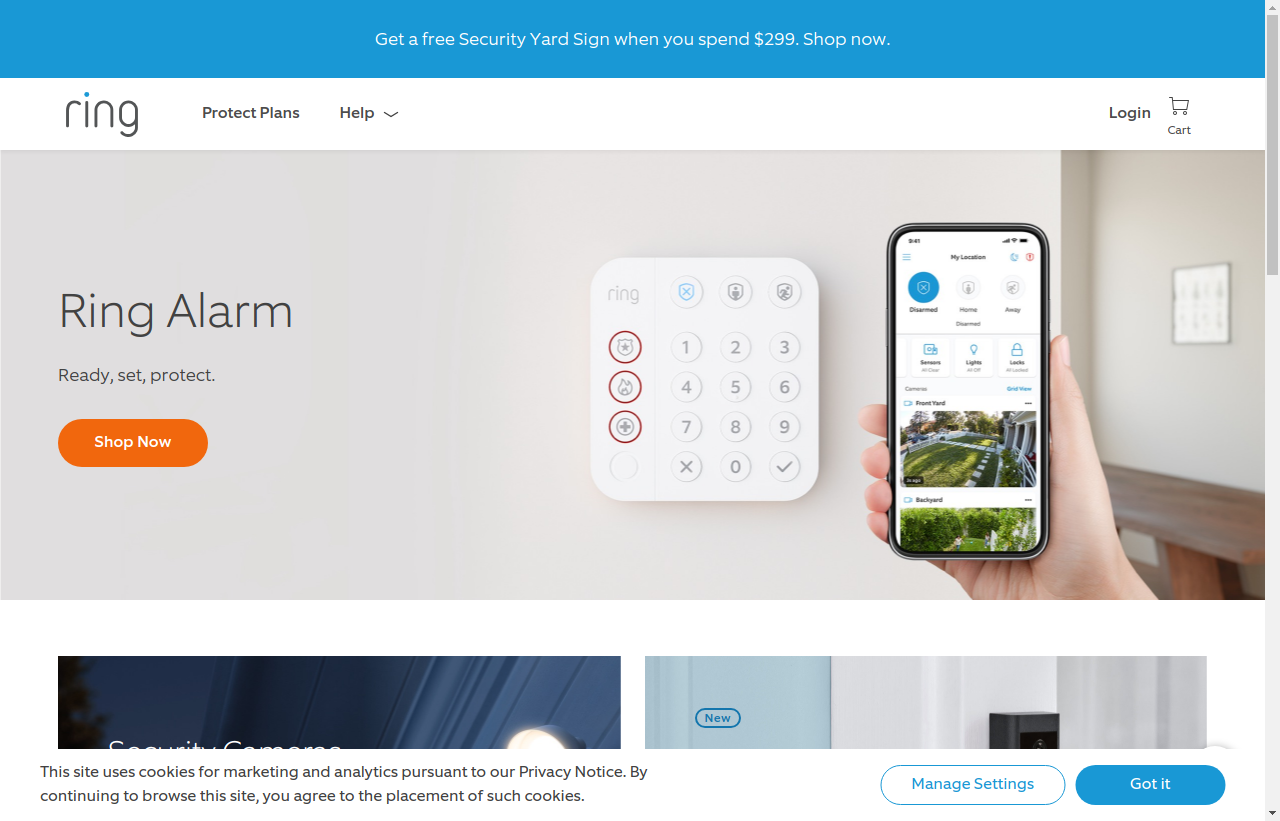 Get a free Security Yard Sign when you spend $299. Shop now.
ring
Protect Plans
Help
Login
Cart
Ring Alarm
Ready, set, protect.
Shop Now
ring
1 2 3
4 5 6
7 8 9
0
9:41
My Location
Disarmed
Home
Away
Disarmed
Sensors
All Clear
Lights
All Off
Locks
All Locked
Cameras
Grid View
Front Yard
Backyard
Security Cameras
New
This site uses cookies for marketing and analytics pursuant to our Privacy Notice. By
continuing to browse this site, you agree to the placement of such cookies.
Manage Settings
Got it